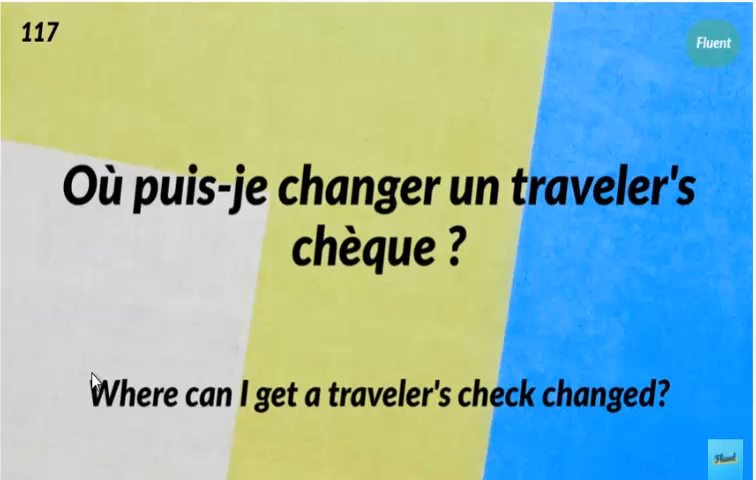 117
Fluent
Où puis-je changer un traveler's
chèque ?
Where can I get a traveler's check changed?
Fluent